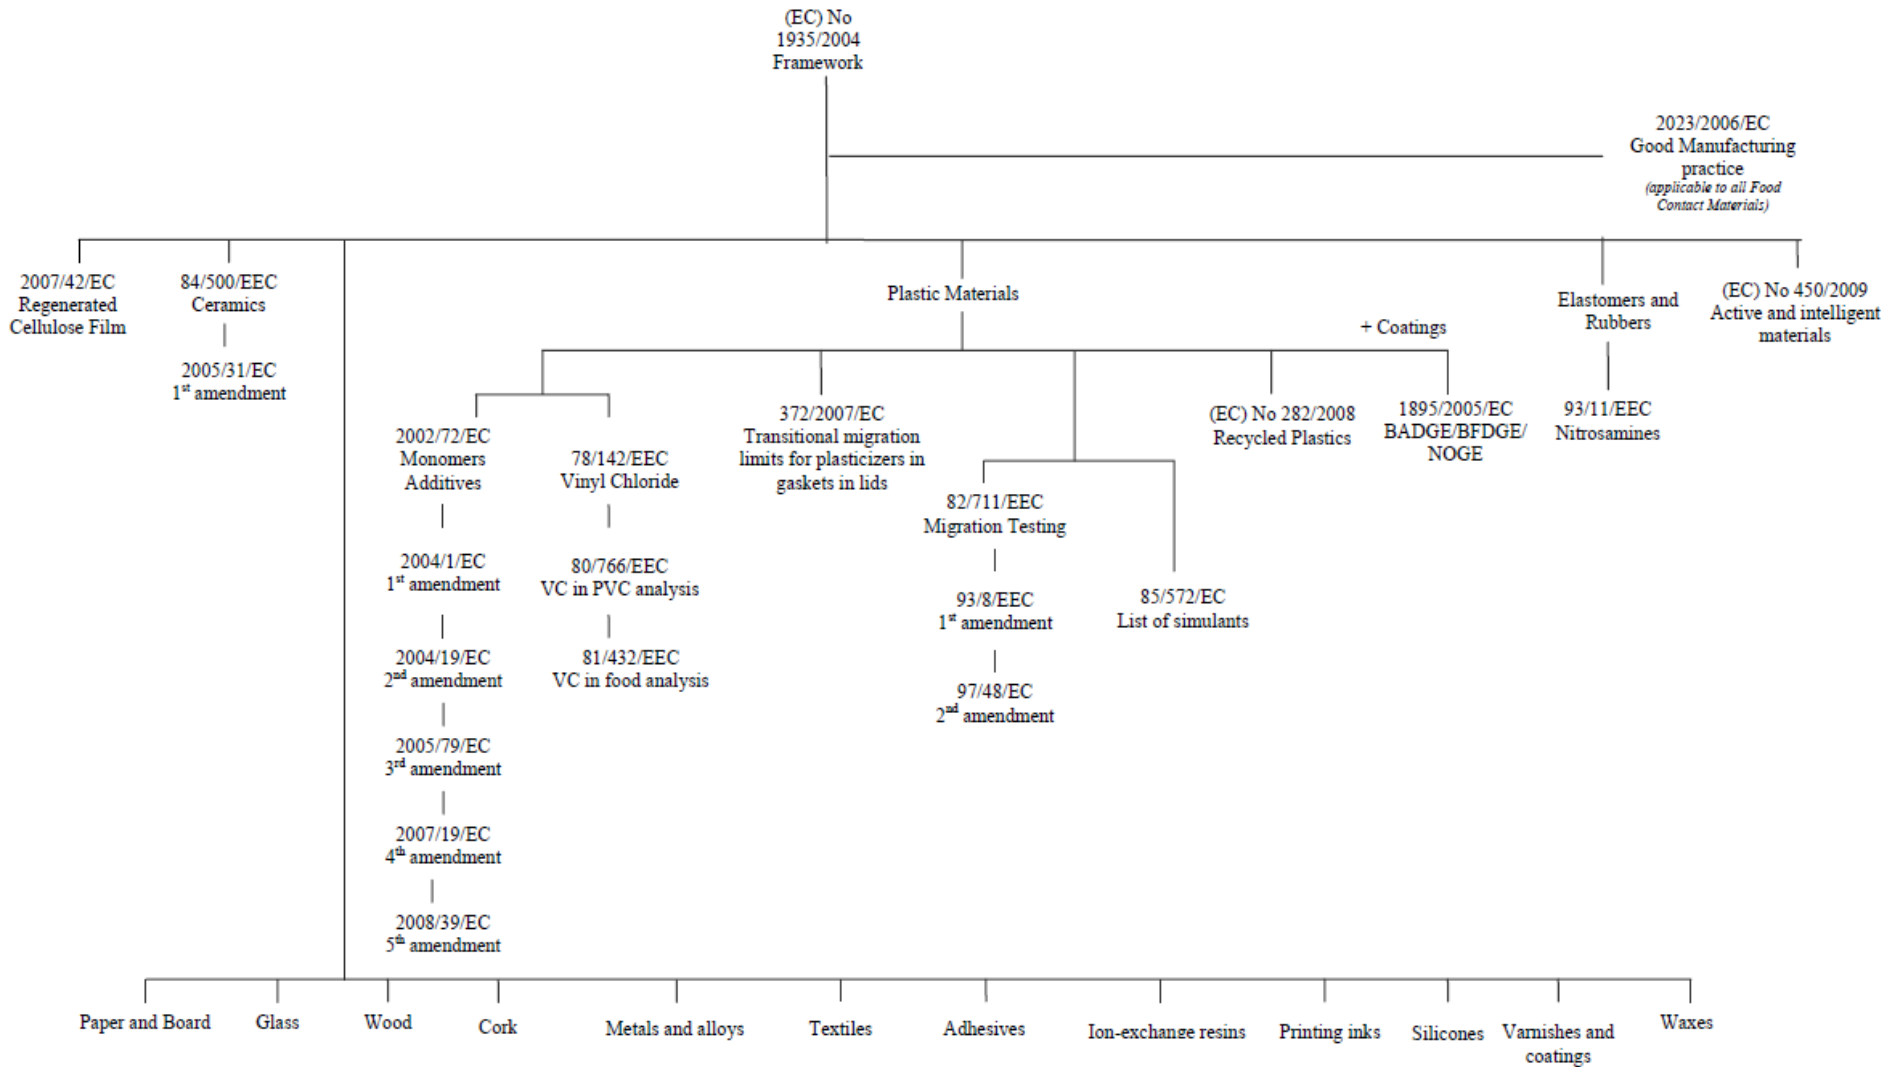 (EC) No
1935/2004
Framework
2023/2006/EC
Good Manufacturing
practice
(applicable to all Food
Contact Materials)
2007/42/EC
Regenerated
Cellulose Film
84/500/EEC
Ceramics
2005/31/EC
1st amendment
Plastic Materials
+ Coatings
Elastomers and
Rubbers
(EC) No 450/2009
Active and intelligent
materials
2002/72/EC
Monomers
Additives
2004/1/EC
1st amendment
2004/19/EC
2nd amendment
2005/79/EC
3rd amendment
2007/19/EC
4th amendment
2008/39/EC
5th amendment
78/142/EEC
Vinyl Chloride
80/766/EEC
VC in PVC analysis
81/432/EEC
VC in food analysis
372/2007/EC
Transitional migration
limits for plasticizers in
gaskets in lids
82/711/EEC
Migration Testing
93/8/EEC
1st amendment
97/48/EC
2nd amendment
85/572/EC
List of simulants
(EC) No 282/2008
Recycled Plastics
1895/2005/EC
BADGE/BFDGE/
NOGE
93/11/EEC
Nitrosamines
Paper and Board
Glass
Wood
Cork
Metals and alloys
Textiles
Adhesives
Ion-exchange resins
Printing inks
Silicones
Varnishes and
coatings
Waxes